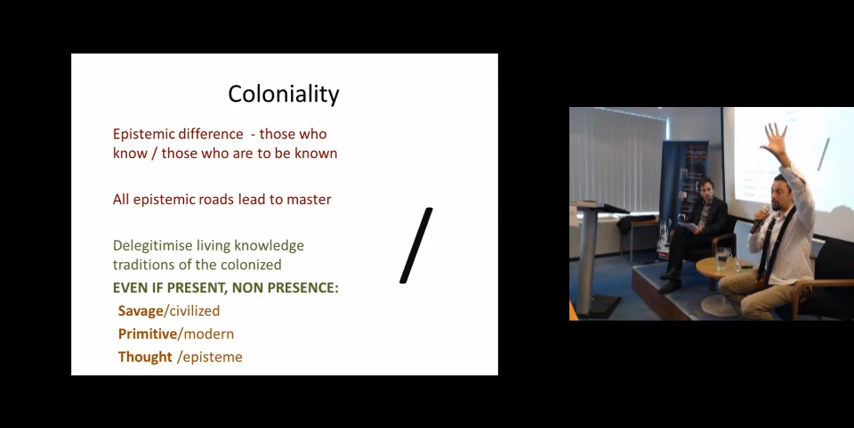 Coloniality
Epistemic difference - those who
know / those who are to be known
All epistemic roads lead to master
/
Delegitimise living knowledge
traditions of the colonized
EVEN IF PRESENT, NON PRESENCE:
Savage/civilized
Primitive/modern
Thought /episteme